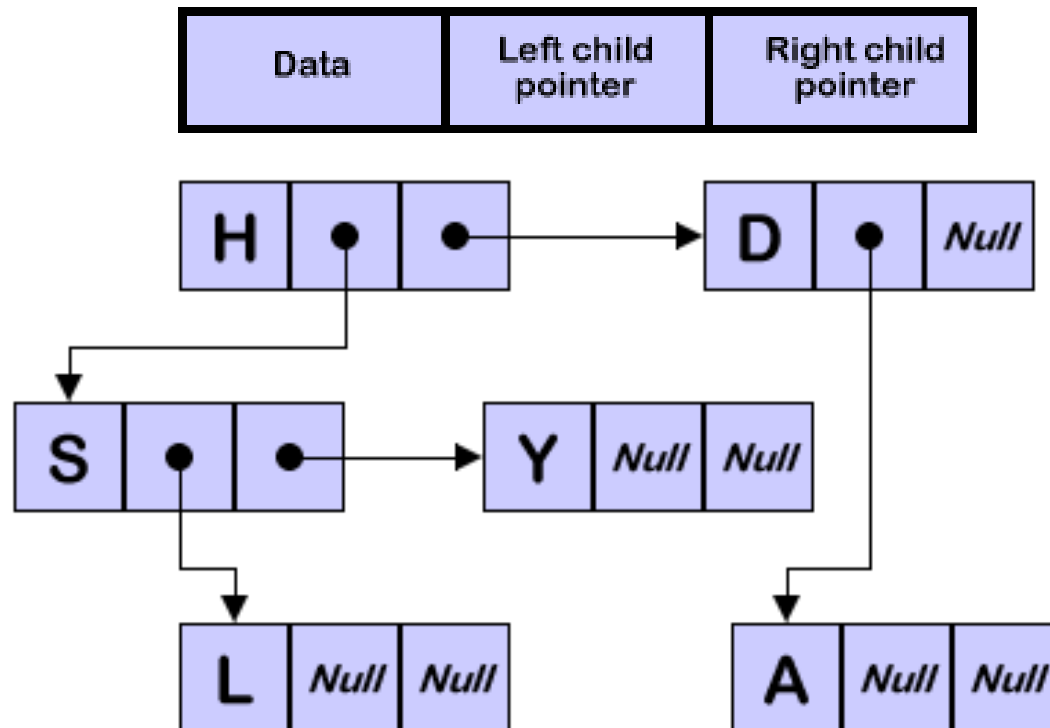 Data
Left child
pointer
Right child
pointer
H
D Null
S
Y Null Null
L Null Null
A Null Null